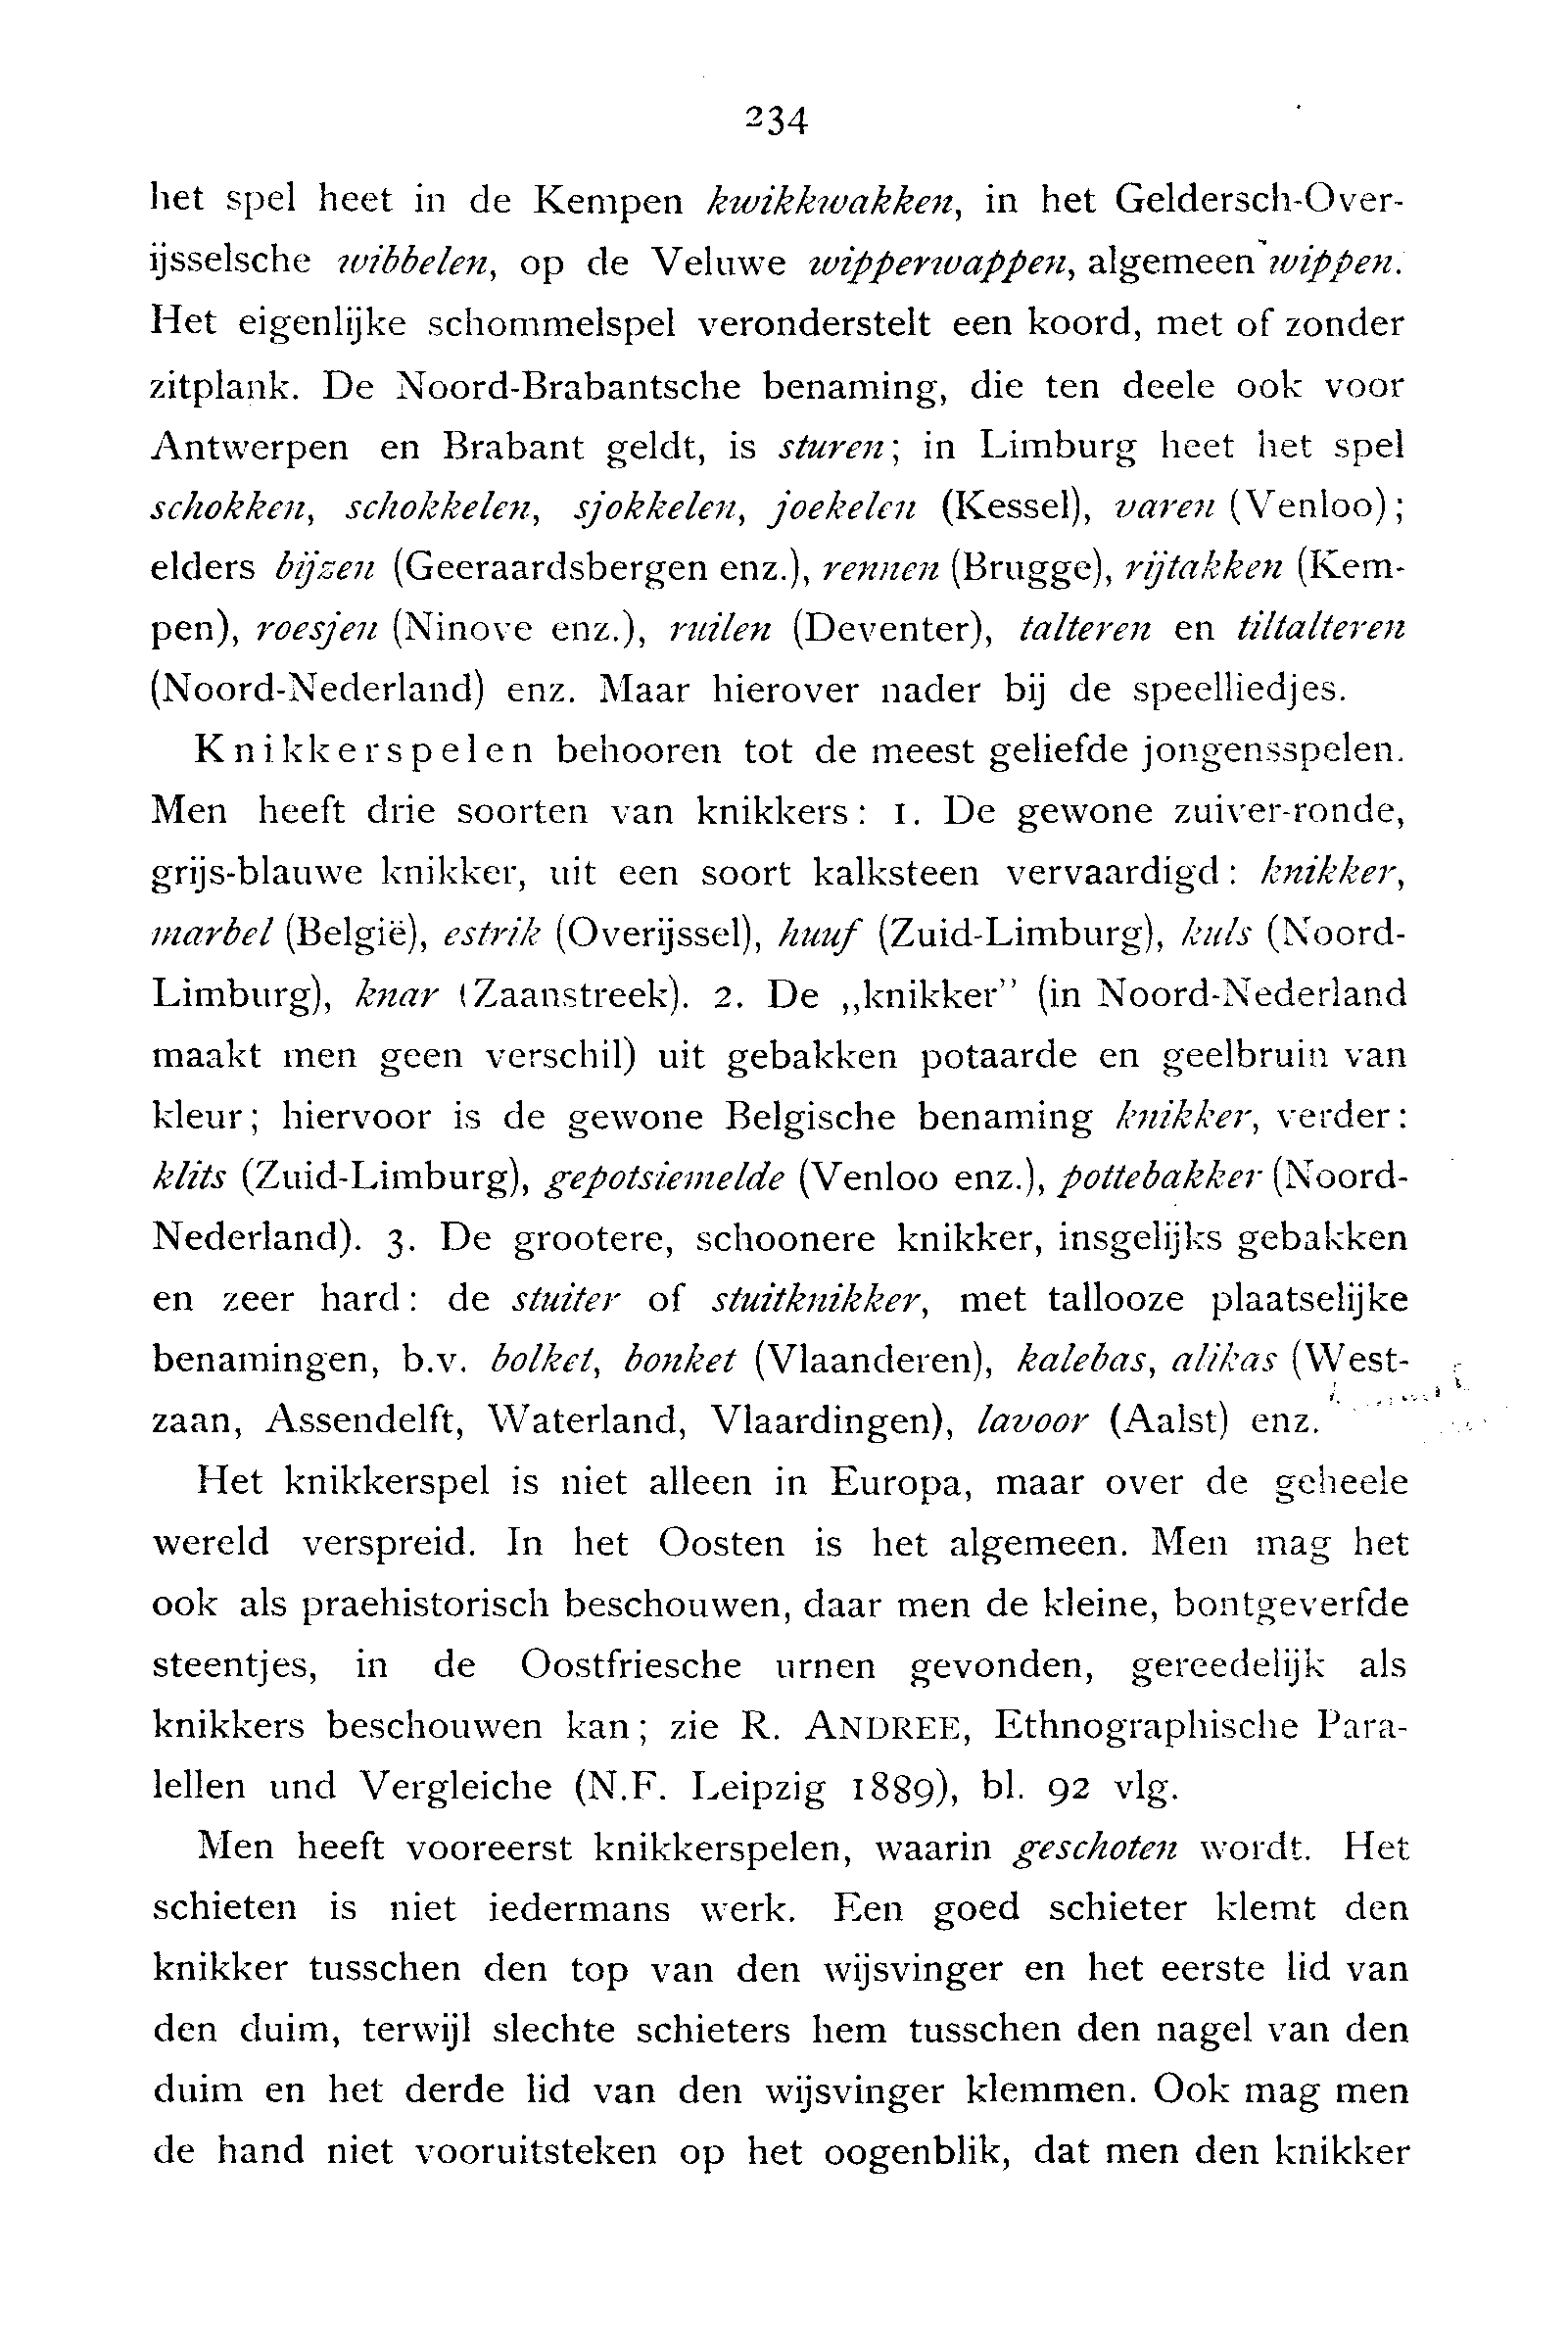 234
het spel heet in de Kempen kwikkwakken, in het Geldersch-Over-
ijsselsche wibbelen, op de Veluwe wipperwappen, algemeen wippen.
Het eigenlijke schommelspel veronderstelt een koord, met of zonder
zitplank. De Noord-Brabantsche benaming, die ten deele ook voor
Antwerpen en Brabant geldt, is sturen; in Limburg heet het spel
schokken, schokkelen, sjokkelen, joekelen (Kessel), varen (Venloo);
elders bijzen (Geeraardsbergen enz.), rennen (Brugge), rijtakken (Kem-
pen), roesjen (Ninove enz.), ruilen (Deventer), talteren en tiltalteren
(Noord-Nederland) enz. Maar hierover nader bij de speelliedjes.
Knikkerspelen behooren tot de meest geliefde jongensspelen.
Men heeft drie soorten van knikkers: 1. De gewone zuiver-ronde,
grijs-blauwe knikker, uit een soort kalksteen vervaardigd: knikker,
marbel (België), estrik (Overijssel), huuf (Zuid-Limburg), kuls (Noord-
Limburg), knar (Zaanstreek). 2. De „knikker” (in Noord-Nederland
maakt men geen verschil) uit gebakken potaarde en geelbruin van
kleur; hiervoor is de gewone Belgische benaming knikker, verder:
klits (Zuid-Limburg), gepotsiemelde (Venloo enz.), pottebakker (Noord-
Nederland). 3. De grootere, schoonere knikker, insgelijks gebakken
en zeer hard: de stuiter of stuitknikker, met tallooze plaatselijke
benamingen, b.v. bolket, bonket (Vlaanderen), kalebas, alikas (West-
zaan, Assendelft, Waterland, Vlaardingen), lavoor (Aalst) enz.
Het knikkerspel is niet alleen in Europa, maar over de geheele
wereld verspreid. In het Oosten is het algemeen. Men mag het
ook als praehistorisch beschouwen, daar men de kleine, bontgeverfde
steentjes, in de Oostfriesche urnen gevonden, gereedelijk als
knikkers beschouwen kan; zie R. ANDREE, Ethnographische Para-
lellen und Vergleiche (N.F. Leipzig 1889), bl. 92 vlg.
Men heeft vooreerst knikkerspelen, waarin geschoten wordt. Het
schieten is niet iedermans werk. Een goed schieter klemt den
knikker tusschen den top van den wijsvinger en het eerste lid van
den duim, terwijl slechte schieters hem tusschen den nagel van den
duim en het derde lid van den wijsvinger klemmen. Ook mag men
de hand niet vooruitsteken op het oogenblik, dat men den knikker